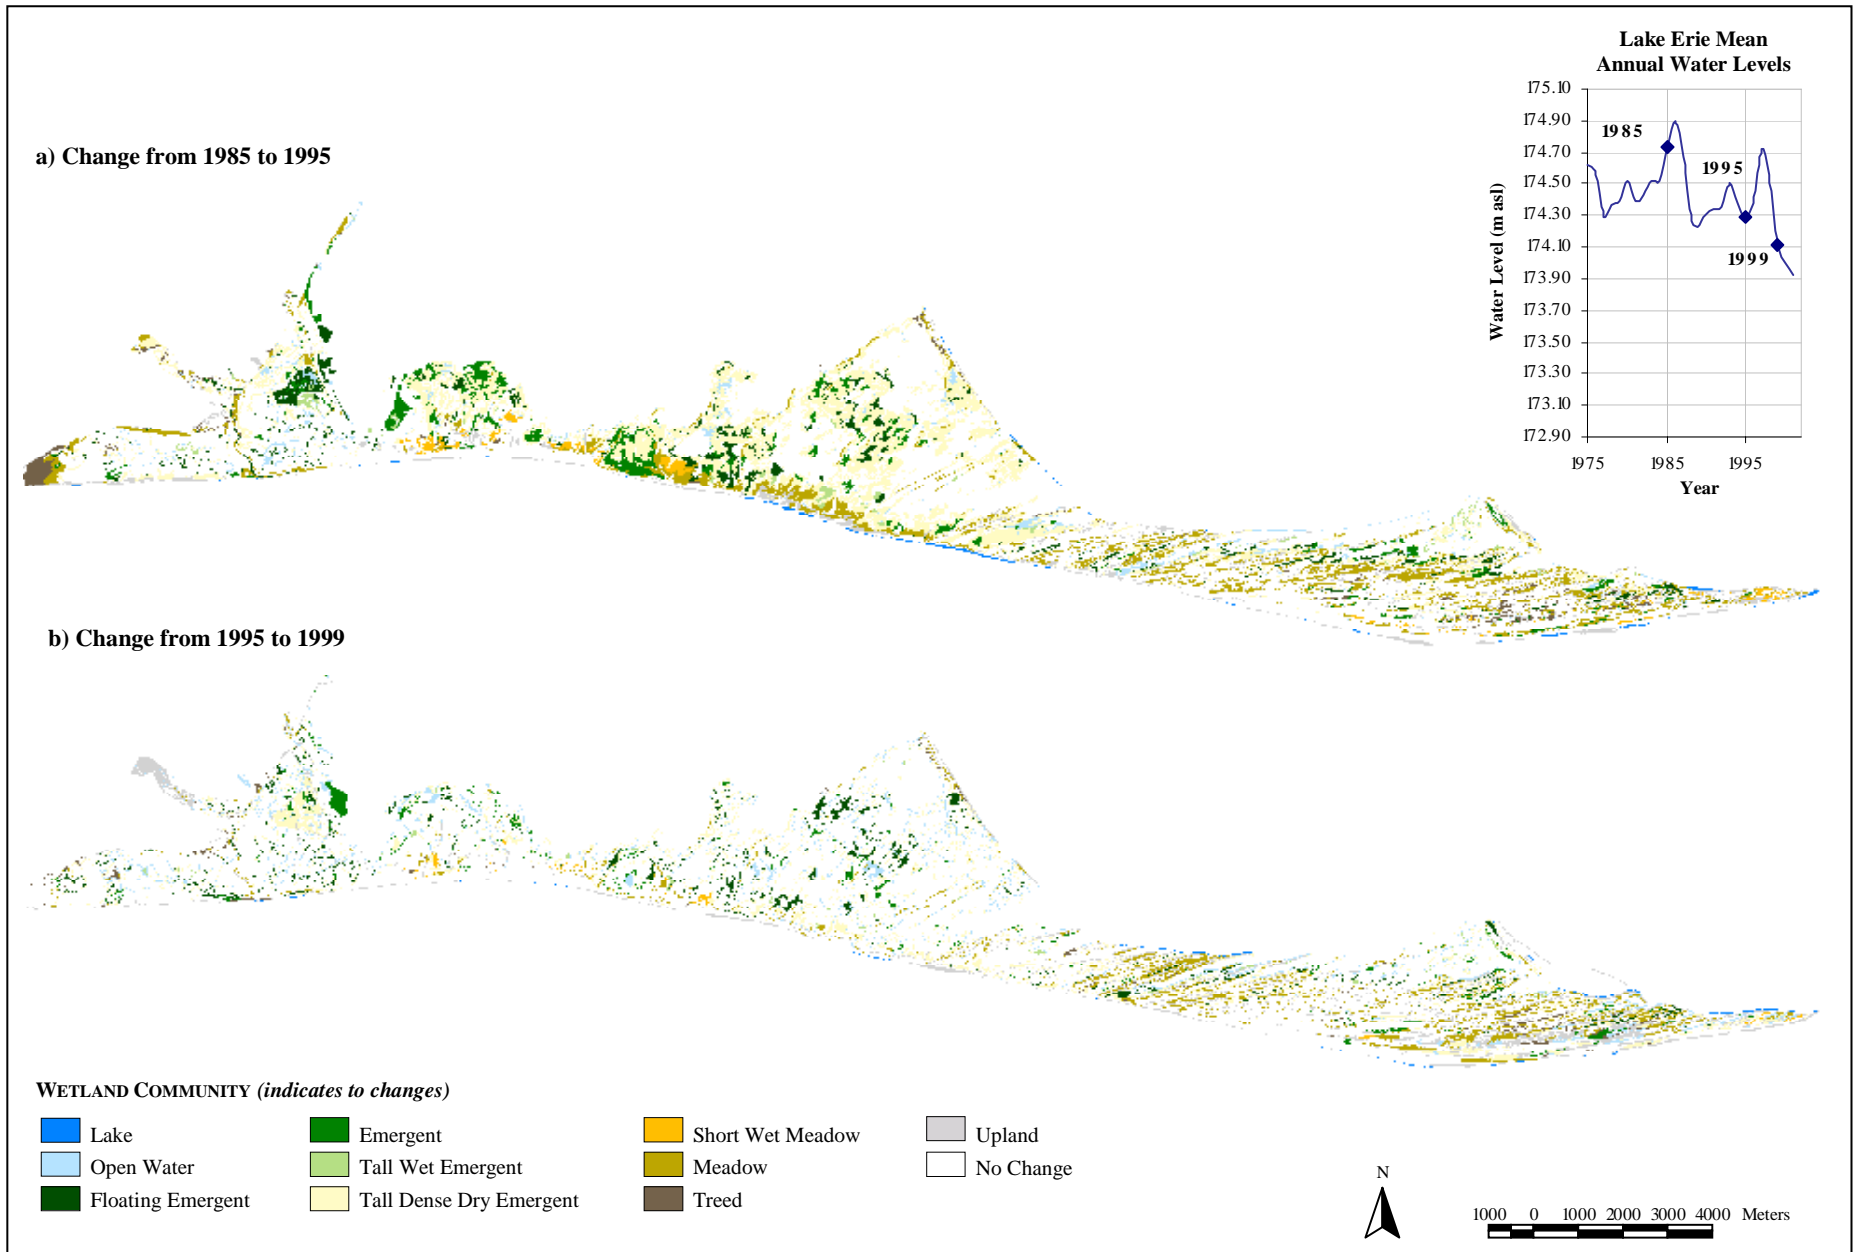 Lake Erie Mean
Annual Water Levels
175.10
174.90
174.70
174.50
174.30
174.10
173.90
173.70
173.50
173.30
173.10
172.90
Water Level (m asl)
1985
1995
1999
1975 1985 1995
Year
a) Change from 1985 to 1995
b) Change from 1995 to 1999
WETLAND COMMUNITY (indicates to changes)
Lake
Open Water
Floating Emergent
Emergent
Tall Wet Emergent
Tall Dense Dry Emergent
Short Wet Meadow
Meadow
Treed
Upland
No Change
N
1000 0 1000 2000 3000 4000 Meters